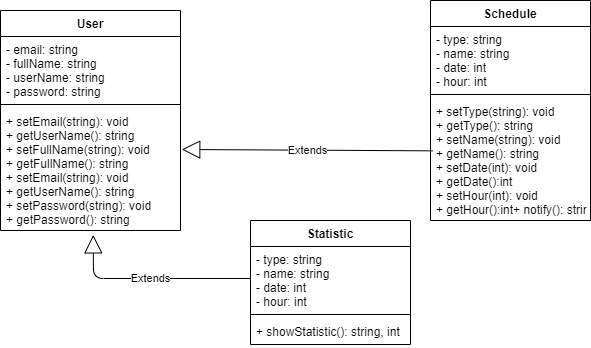 User
- email: string
- fullName: string
- userName: string
- password: string
+ setEmail(string): void
+ getUserName(): string
+ setFullName(string): void
+ getFullName(): string
+ setEmail(string): void
+ getUserName(): string
+ setPassword(string): void
+ getPassword(): string
Extends
Schedule
- type: string
- name: string
- date: int
- hour: int
+ setType(string): void
+ getType(): string
+ setName(string): void
+ getName(): string
+ setDate(int): void
+ getDate():int
+ setHour(int): void
+ getHour():int+ notify(): strir
Extends
Statistic
- type: string
- name: string
- date: int
- hour: int
+ showStatistic(): string, int